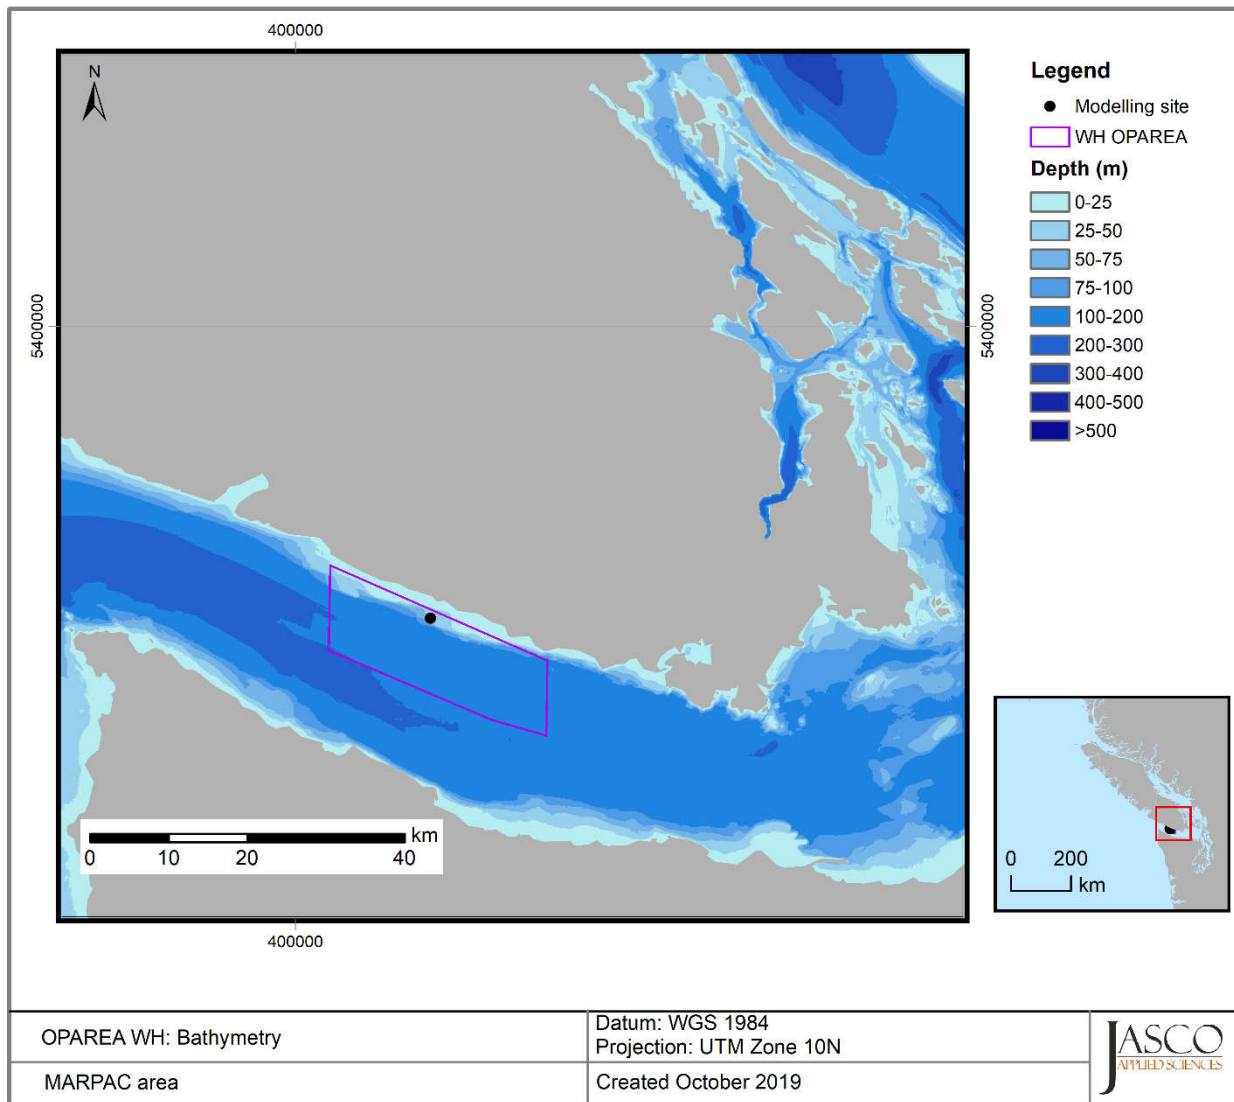 400000
N
5400000
5400000
km
0 10 20 40
400000
Legend
Modelling site
WH OPAREA
Depth (m)
0-25
25-50
50-75
75-100
100-200
200-300
300-400
400-500
>500
0 200
km
OPAREA WH: Bathymetry
Datum: WGS 1984
Projection: UTM Zone 10N
MARPAC area
Created October 2019
JASCO
APPLIED SCIENCES